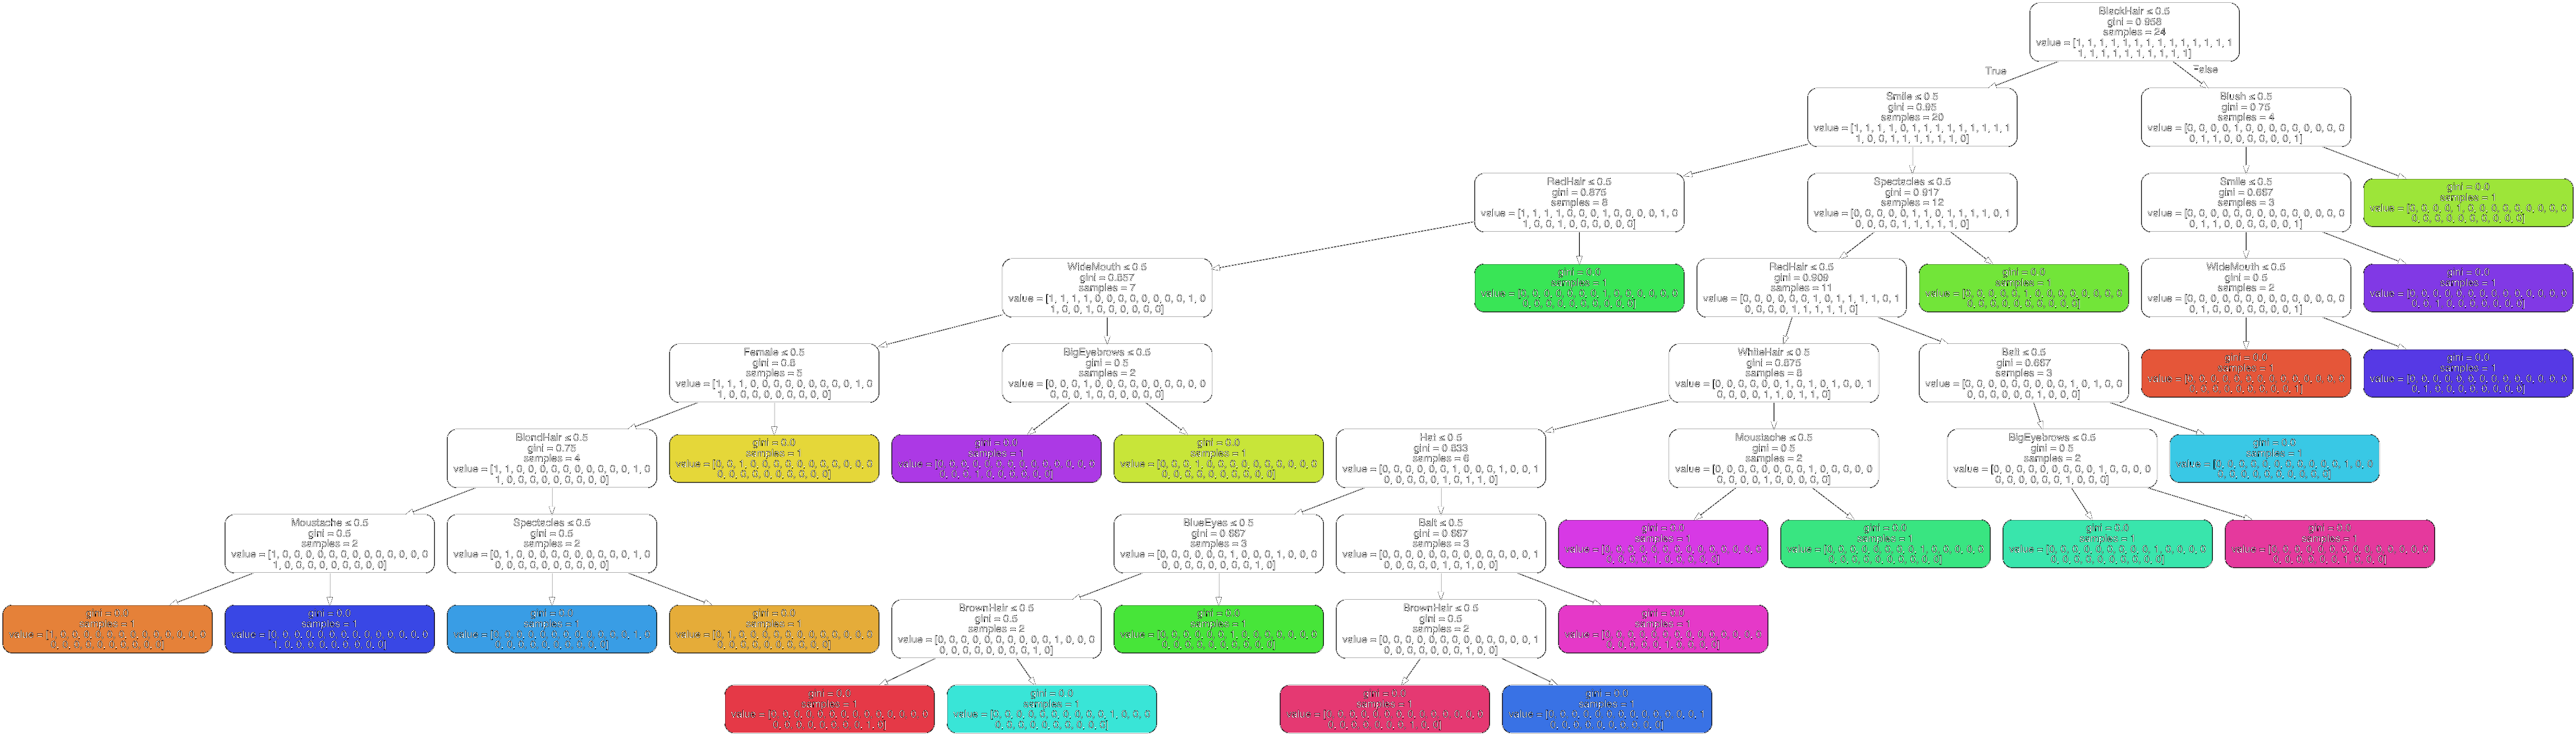 BlackHair ≤ 0.5
gini = 0.958
samples = 24
value = [1, 1, 1, 1, 1, 1, 1, 1, 1, 1, 1, 1, 1, 1
1, 1, 1, 1, 1, 1, 1, 1, 1, 1]
True
False
Smile ≤ 0.5
gini = 0.95
samples = 20
value = [1, 1, 1, 1, 0, 1, 1, 1, 1, 1, 1, 1, 1, 1
1, 0, 0, 1, 1, 1, 1, 1, 1, 0]
Blush ≤ 0.5
gini = 0.75
samples = 4
value = [0, 0, 0, 0, 1, 0, 0, 0, 0, 0, 0, 0, 0, 0
0, 1, 1, 0, 0, 0, 0, 0, 0, 1]
RedHair ≤ 0.5
gini = 0.875
samples = 8
value = [1, 1, 1, 1, 0, 0, 0, 1, 0, 0, 0, 0, 1, 0
1, 0, 0, 1, 0, 0, 0, 0, 0, 0]
Spectacles ≤ 0.5
gini = 0.917
samples = 12
value = [0, 0, 0, 0, 0, 1, 1, 0, 1, 1, 1, 1, 0, 1
0, 0, 0, 0, 1, 1, 1, 1, 1, 0]
Smile ≤ 0.5
gini = 0.667
samples = 3
value = [0, 0, 0, 0, 0, 0, 0, 0, 0, 0, 0, 0, 0, 0
0, 1, 1, 0, 0, 0, 0, 0, 0, 1]
gini = 0.0
samples = 1
value = [0, 0, 0, 0, 1, 0, 0, 0, 0, 0, 0, 0, 0, 0
0, 0, 0, 0, 0, 0, 0, 0, 0, 0]
WideMouth ≤ 0.5
gini = 0.857
samples = 7
value = [1, 1, 1, 1, 0, 0, 0, 0, 0, 0, 0, 0, 1, 0
1, 0, 0, 1, 0, 0, 0, 0, 0, 0]
gini = 0.0
samples = 1
value = [0, 0, 0, 0, 0, 0, 0, 1, 0, 0, 0, 0, 0, 0
0, 0, 0, 0, 0, 0, 0, 0, 0, 0]
RedHair ≤ 0.5
gini = 0.909
samples = 11
value = [0, 0, 0, 0, 0, 0, 1, 0, 1, 1, 1, 1, 0, 1
0, 0, 0, 0, 1, 1, 1, 1, 1, 0]
gini = 0.0
samples = 1
value = [0, 0, 0, 0, 0, 1, 0, 0, 0, 0, 0, 0, 0, 0
0, 0, 0, 0, 0, 0, 0, 0, 0, 0]
WideMouth ≤ 0.5
gini = 0.5
samples = 2
value = [0, 0, 0, 0, 0, 0, 0, 0, 0, 0, 0, 0, 0, 0
0, 1, 0, 0, 0, 0, 0, 0, 0, 1]
gini = 0.0
samples = 1
value = [0, 0, 0, 0, 0, 0, 0, 0, 0, 0, 0, 0, 0, 0
0, 0, 1, 0, 0, 0, 0, 0, 0, 0]
Female ≤ 0.5
gini = 0.8
samples = 5
value = [1, 1, 1, 0, 0, 0, 0, 0, 0, 0, 0, 0, 1, 0
1, 0, 0, 0, 0, 0, 0, 0, 0, 0]
BigEyebrows ≤ 0.5
gini = 0.5
samples = 2
value = [0, 0, 0, 1, 0, 0, 0, 0, 0, 0, 0, 0, 0, 0
0, 0, 0, 1, 0, 0, 0, 0, 0, 0]
WhiteHair ≤ 0.5
gini = 0.875
samples = 8
value = [0, 0, 0, 0, 0, 0, 1, 0, 1, 0, 1, 0, 0, 1
0, 0, 0, 0, 1, 1, 0, 1, 1, 0]
Bald ≤ 0.5
gini = 0.667
samples = 3
value = [0, 0, 0, 0, 0, 0, 0, 0, 0, 1, 0, 1, 0, 0
0, 0, 0, 0, 0, 0, 1, 0, 0, 0]
gini = 0.0
samples = 1
value = [0, 0, 0, 0, 0, 0, 0, 0, 0, 0, 0, 0, 0, 0
0, 0, 0, 0, 0, 0, 0, 0, 0, 1]
gini = 0.0
samples = 1
value = [0, 0, 0, 0, 0, 0, 0, 0, 0, 0, 0, 0, 0, 0
0, 1, 0, 0, 0, 0, 0, 0, 0, 0]
BlondHair ≤ 0.5
gini = 0.75
samples = 4
value = [1, 1, 0, 0, 0, 0, 0, 0, 0, 0, 0, 0, 1, 0
1, 0, 0, 0, 0, 0, 0, 0, 0, 0]
gini = 0.0
samples = 1
value = [0, 0, 1, 0, 0, 0, 0, 0, 0, 0, 0, 0, 0, 0
0, 0, 0, 0, 0, 0, 0, 0, 0, 0]
gini = 0.0
samples = 1
value = [0, 0, 0, 0, 0, 0, 0, 0, 0, 0, 0, 0, 0, 0
0, 0, 0, 1, 0, 0, 0, 0, 0, 0]
gini = 0.0
samples = 1
value = [0, 0, 0, 1, 0, 0, 0, 0, 0, 0, 0, 0, 0, 0
0, 0, 0, 0, 0, 0, 0, 0, 0, 0]
Hat ≤ 0.5
gini = 0.833
samples = 6
value = [0, 0, 0, 0, 0, 0, 1, 0, 0, 0, 1, 0, 0, 1
0, 0, 0, 0, 0, 1, 0, 1, 1, 0]
Moustache ≤ 0.5
gini = 0.5
samples = 2
value = [0, 0, 0, 0, 0, 0, 0, 0, 1, 0, 0, 0, 0, 0
0, 0, 0, 0, 1, 0, 0, 0, 0, 0]
BigEyebrows ≤ 0.5
gini = 0.5
samples = 2
value = [0, 0, 0, 0, 0, 0, 0, 0, 0, 1, 0, 0, 0, 0
0, 0, 0, 0, 0, 0, 1, 0, 0, 0]
gini = 0.0
samples = 1
value = [0, 0, 0, 0, 0, 0, 0, 0, 0, 0, 0, 1, 0, 0
0, 0, 0, 0, 0, 0, 0, 0, 0, 0]
Moustache ≤ 0.5
gini = 0.5
samples = 2
value = [1, 0, 0, 0, 0, 0, 0, 0, 0, 0, 0, 0, 0, 0
1, 0, 0, 0, 0, 0, 0, 0, 0, 0]
Spectacles ≤ 0.5
gini = 0.5
samples = 2
value = [0, 1, 0, 0, 0, 0, 0, 0, 0, 0, 0, 0, 1, 0
0, 0, 0, 0, 0, 0, 0, 0, 0, 0]
BlueEyes ≤ 0.5
gini = 0.667
samples = 3
value = [0, 0, 0, 0, 0, 0, 1, 0, 0, 0, 1, 0, 0, 0
0, 0, 0, 0, 0, 0, 0, 0, 1, 0]
Bald ≤ 0.5
gini = 0.667
samples = 3
value = [0, 0, 0, 0, 0, 0, 0, 0, 0, 0, 0, 0, 0, 1
0, 0, 0, 0, 0, 1, 0, 1, 0, 0]
gini = 0.0
samples = 1
value = [0, 0, 0, 0, 0, 0, 0, 0, 0, 0, 0, 0, 0, 0
0, 0, 0, 0, 1, 0, 0, 0, 0, 0]
gini = 0.0
samples = 1
value = [0, 0, 0, 0, 0, 0, 0, 0, 1, 0, 0, 0, 0, 0
0, 0, 0, 0, 0, 0, 0, 0, 0, 0]
gini = 0.0
samples = 1
value = [0, 0, 0, 0, 0, 0, 0, 0, 0, 1, 0, 0, 0, 0
0, 0, 0, 0, 0, 0, 0, 0, 0, 0]
gini = 0.0
samples = 1
value = [0, 0, 0, 0, 0, 0, 0, 0, 0, 0, 0, 0, 0, 0
0, 0, 0, 0, 0, 0, 1, 0, 0, 0]
gini = 0.0
samples = 1
value = [1, 0, 0, 0, 0, 0, 0, 0, 0, 0, 0, 0, 0, 0
0, 0, 0, 0, 0, 0, 0, 0, 0, 0]
gini = 0.0
samples = 1
value = [0, 0, 0, 0, 0, 0, 0, 0, 0, 0, 0, 0, 0, 0
1, 0, 0, 0, 0, 0, 0, 0, 0, 0]
gini = 0.0
samples = 1
value = [0, 0, 0, 0, 0, 0, 0, 0, 0, 0, 0, 0, 1, 0
0, 0, 0, 0, 0, 0, 0, 0, 0, 0]
gini = 0.0
samples = 1
value = [0, 1, 0, 0, 0, 0, 0, 0, 0, 0, 0, 0, 0, 0
0, 0, 0, 0, 0, 0, 0, 0, 0, 0]
BrownHair ≤ 0.5
gini = 0.5
samples = 2
value = [0, 0, 0, 0, 0, 0, 0, 0, 0, 0, 1, 0, 0, 0
0, 0, 0, 0, 0, 0, 0, 0, 1, 0]
gini = 0.0
samples = 1
value = [0, 0, 0, 0, 0, 0, 1, 0, 0, 0, 0, 0, 0, 0
0, 0, 0, 0, 0, 0, 0, 0, 0, 0]
BrownHair ≤ 0.5
gini = 0.5
samples = 2
value = [0, 0, 0, 0, 0, 0, 0, 0, 0, 0, 0, 0, 0, 1
0, 0, 0, 0, 0, 0, 0, 1, 0, 0]
gini = 0.0
samples = 1
value = [0, 0, 0, 0, 0, 0, 0, 0, 0, 0, 0, 0, 0, 0
0, 0, 0, 0, 0, 1, 0, 0, 0, 0]
gini = 0.0
samples = 1
value = [0, 0, 0, 0, 0, 0, 0, 0, 0, 0, 0, 0, 0, 0
0, 0, 0, 0, 0, 0, 0, 0, 1, 0]
gini = 0.0
samples = 1
value = [0, 0, 0, 0, 0, 0, 0, 0, 0, 0, 1, 0, 0, 0
0, 0, 0, 0, 0, 0, 0, 0, 0, 0]
gini = 0.0
samples = 1
value = [0, 0, 0, 0, 0, 0, 0, 0, 0, 0, 0, 0, 0, 0
0, 0, 0, 0, 0, 0, 0, 1, 0, 0]
gini = 0.0
samples = 1
value = [0, 0, 0, 0, 0, 0, 0, 0, 0, 0, 0, 0, 0, 1
0, 0, 0, 0, 0, 0, 0, 0, 0, 0]